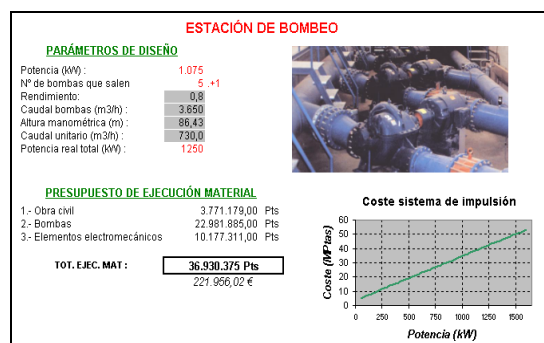 ESTACIÓN DE BOMBEO
PARÁMETROS DE DISEÑO
Potencia (kW) : 1.075
Nº de bombas que salen 5 .+1
Rendimiento: 0,8
Caudal bombas (m3/h) : 3.650
Altura manométrica (m) : 86,43
Caudal unitario (m3/h) : 730,0
Potencia real total (kW) : 1250
PRESUPUESTO DE EJECUCIÓN MATERIAL
1.- Obra civil 3.771.179,00 Pts
2.- Bombas 22.981.885,00 Pts
3.- Elementos electromecánicos 10.177.311,00 Pts
TOT. EJEC. MAT : 36.930.375 Pts
221.956,02 €
Coste sistema de impulsión
Coste (MPtas)
60
50
40
30
20
10
0
0 250 500 750 1000 1250 1500
Potencia (kW)